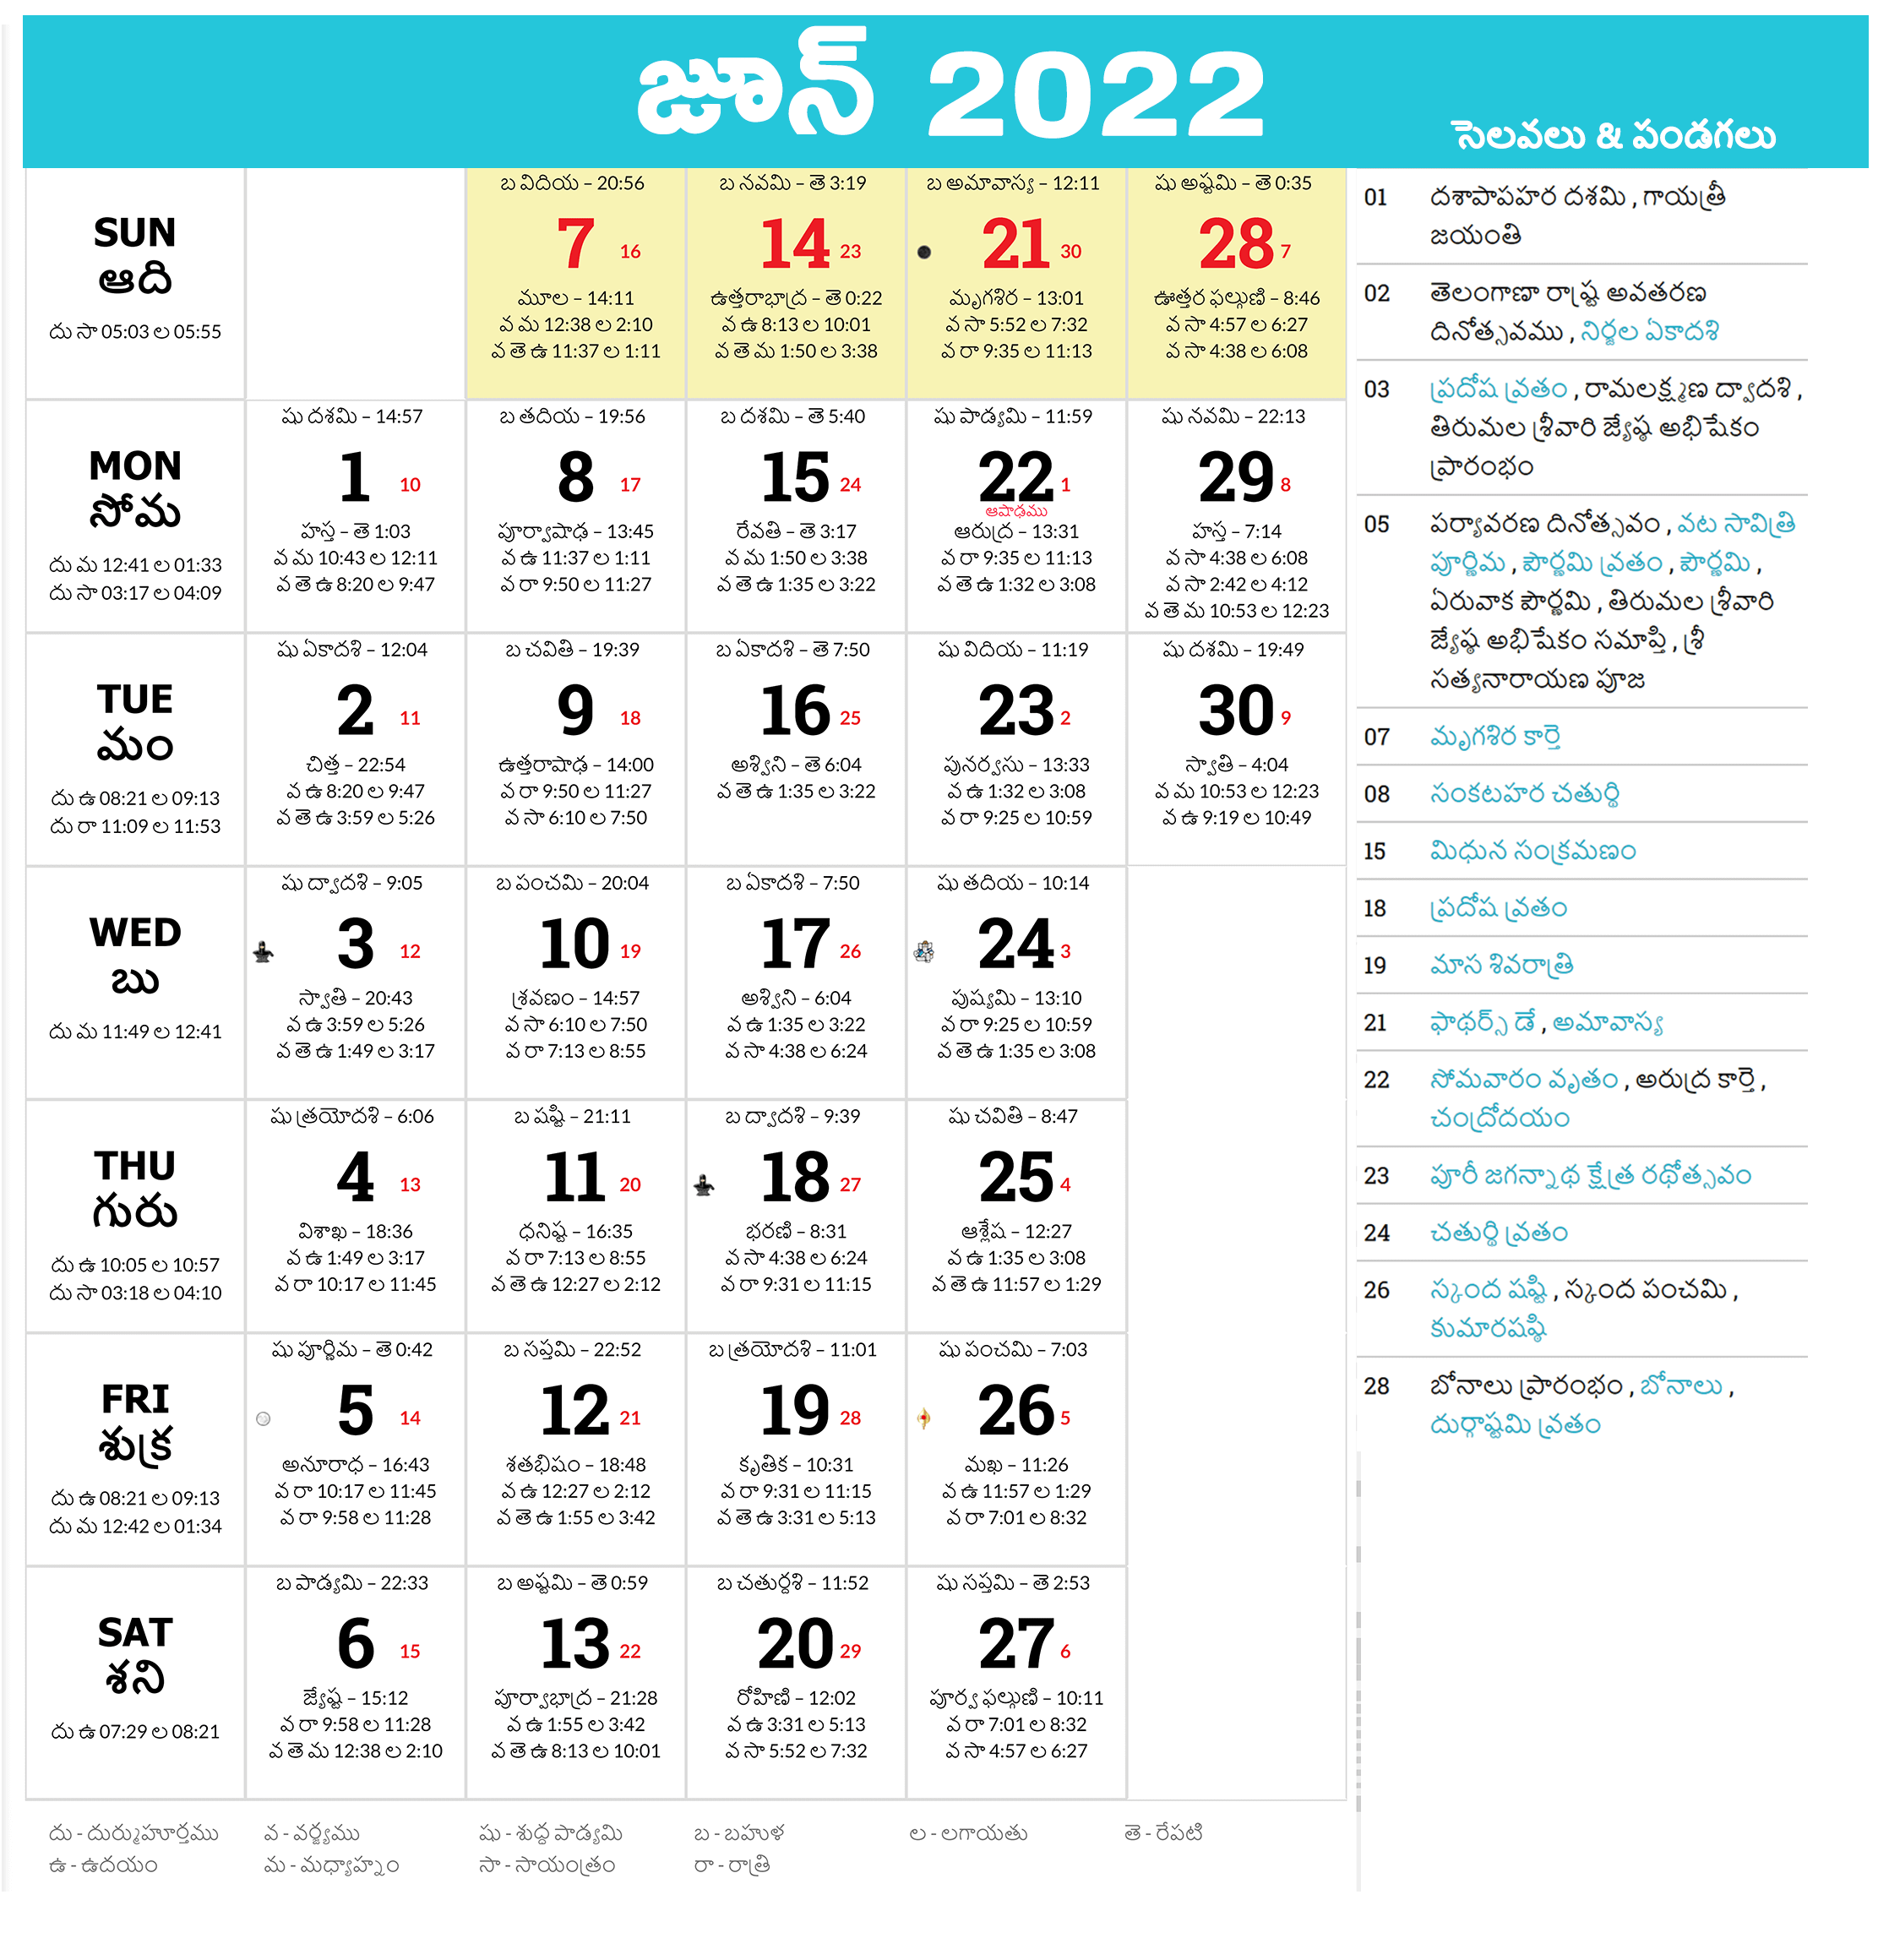 జూన్ 2022
సెలవలు & పండగలు
SUN
ఆది
దు సా 05:03 ల 05:55
బ విదియ - 20:56
7 16
మూల - 14:11
వ మ 12:38 ల 2:10
వ తె ఉ 11:37 ల 1:11
బ నవమి - తె 3:19
14 23
ఉత్తరాభాద్ర - తె 0:22
వ ఉ 8:13 ల 10:01
వ తె మ 1:50 ల 3:38
బ అమావాస్య - 12:11
21 30
మృగశిర - 13:01
వ సా 5:52 ల 7:32
వ రా 9:35 ల 11:13
షు అష్టమి - తె 0:35
28 7
ఊత్తర ఫల్గుణి - 8:46
వ సా 4:57 ల 6:27
వ సా 4:38 ల 6:08
MON
సోమ
దు మ 12:41 ల 01:33
దు సా 03:17 ల 04:09
షు దశమి - 14:57
1 10
హస్త - తె 1:03
వ మ 10:43 ల 12:11
వ తె ఉ 8:20 ల 9:47
బ తదియ - 19:56
8 17
పూర్వాషాఢ - 13:45
వ ఉ 11:37 ల 1:11
వ రా 9:50 ల 11:27
బ దశమి - తె 5:40
15 24
రేవతి - తె 3:17
వ మ 1:50 ల 3:38
వ తె ఉ 1:35 ల 3:22
షు పాడ్యమి - 11:59
22 1
ఆషాఢము
ఆరుద్ర - 13:31
వ రా 9:35 ల 11:13
వ తె ఉ 1:32 ల 3:08
షు నవమి - 22:13
29 8
హస్త - 7:14
వ సా 4:38 ల 6:08
వ సా 2:42 ల 4:12
వ తె మ 10:53 ల 12:23
TUE
మం
దు ఉ 08:21 ల 09:13
దు రా 11:09 ల 11:53
షు ఏకాదశి - 12:04
2 11
చిత్త - 22:54
వ ఉ 8:20 ల 9:47
వ తె ఉ 3:59 ల 5:26
బ చవితి - 19:39
9 18
ఉత్తరాషాఢ - 14:00
వ రా 9:50 ల 11:27
వ సా 6:10 ల 7:50
బ ఏకాదశి - తె 7:50
16 25
అశ్విని - తె 6:04
వ తె ఉ 1:35 ల 3:22
షు విదియ - 11:19
23 2
పునర్వసు - 13:33
వ ఉ 1:32 ల 3:08
వ రా 9:25 ల 10:59
షు దశమి - 19:49
30 9
స్వాతి - 4:04
వ మ 10:53 ల 12:23
వ ఉ 9:19 ల 10:49
WED
బు
దు మ 11:49 ల 12:41
షు ద్వాదశి - 9:05
3 12
స్వాతి - 20:43
వ ఉ 3:59 ల 5:26
వ తె ఉ 1:49 ల 3:17
బ పంచమి - 20:04
10 19
శ్రవణం - 14:57
వ సా 6:10 ల 7:50
వ రా 7:13 ల 8:55
బ ఏకాదశి - 7:50
17 26
అశ్విని - 6:04
వ ఉ 1:35 ల 3:22
వ సా 4:38 ల 6:24
షు తదియ - 10:14
24 3
పుష్యమి - 13:10
వ రా 9:25 ల 10:59
వ తె ఉ 1:35 ల 3:08
THU
గురు
దు ఉ 10:05 ల 10:57
దు సా 03:18 ల 04:10
షు త్రయోదశి - 6:06
4 13
విశాఖ - 18:36
వ ఉ 1:49 ల 3:17
వ రా 10:17 ల 11:45
బ షష్టి - 21:11
11 20
ధనిష్ట - 16:35
వ రా 7:13 ల 8:55
వ తె ఉ 12:27 ల 2:12
బ ద్వాదశి - 9:39
18 27
భరణి - 8:31
వ సా 4:38 ల 6:24
వ రా 9:31 ల 11:15
షు చవితి - 8:47
25 4
ఆశ్లేష - 12:27
వ ఉ 1:35 ల 3:08
వ తె ఉ 11:57 ల 1:29
FRI
శుక్ర
దు ఉ 08:21 ల 09:13
దు మ 12:42 ల 01:34
షు పూర్ణిమ - తె 0:42
5 14
అనూరాధ - 16:43
వ రా 10:17 ల 11:45
వ రా 9:58 ల 11:28
బ సప్తమి - 22:52
12 21
శతభిషం - 18:48
వ ఉ 12:27 ల 2:12
వ తె ఉ 1:55 ల 3:42
బ త్రయోదశి - 11:01
19 28
కృతిక - 10:31
వ రా 9:31 ల 11:15
వ తె ఉ 3:31 ల 5:13
షు పంచమి - 7:03
26 5
మఖ - 11:26
వ ఉ 11:57 ల 1:29
వ రా 7:01 ల 8:32
SAT
శని
దు ఉ 07:29 ల 08:21
బ పాడ్యమి - 22:33
6 15
జ్యేష్ట - 15:12
వ రా 9:58 ల 11:28
వ తె మ 12:38 ల 2:10
బ అష్టమి - తె 0:59
13 22
పూర్వాభాద్ర - 21:28
వ ఉ 1:55 ల 3:42
వ తె ఉ 8:13 ల 10:01
బ చతుర్దశి - 11:52
20 29
రోహిణి - 12:02
వ ఉ 3:31 ల 5:13
వ సా 5:52 ల 7:32
షు సప్తమి - తె 2:53
27 6
పూర్వ ఫల్గుణి - 10:11
వ రా 7:01 ల 8:32
వ సా 4:57 ల 6:27
దు - దుర్ముహూర్తము
వ - వర్జ్యము
షు - శుద్ద పాడ్యమి
బ - బహుళ
ల - లగాయతు
తె - రేపటి
ఉ - ఉదయం
మ - మధ్యాహ్నం
సా - సాయంత్రం
రా - రాత్రి
01 దశాపాపహర దశమి , గాయత్రీ
జయంతి
02 తెలంగాణా రాష్ట్ర అవతరణ
దినోత్సవము , నిర్జల ఏకాదశి
03 ప్రదోష వ్రతం , రామలక్ష్మణ ద్వాదశి ,
తిరుమల శ్రీవారి జ్యేష్ఠ అభిషేకం
ప్రారంభం
05 పర్యావరణ దినోత్సవం , వట సావిత్రి
పూర్ణిమ , పౌర్ణమి వ్రతం , పౌర్ణమి ,
ఏరువాక పౌర్ణమి , తిరుమల శ్రీవారి
జ్యేష్ఠ అభిషేకం సమాప్తి , శ్రీ
సత్యనారాయణ పూజ
07 మృగశిర కార్తె
08 సంకటహర చతుర్థి
15 మిధున సంక్రమణం
18 ప్రదోష వ్రతం
19 మాస శివరాత్రి
21 ఫాథర్స్ డే , అమావాస్య
22 సోమవారం వృతం , అరుద్ర కార్తె ,
చంద్రోదయం
23 పూరీ జగన్నాథ క్షేత్ర రథోత్సవం
24 చతుర్థి వ్రతం
26 స్కంద షష్టి , స్కంద పంచమి ,
కుమారషష్ఠి
28 బోనాలు ప్రారంభం , బోనాలు ,
దుర్గాష్టమి వ్రతం